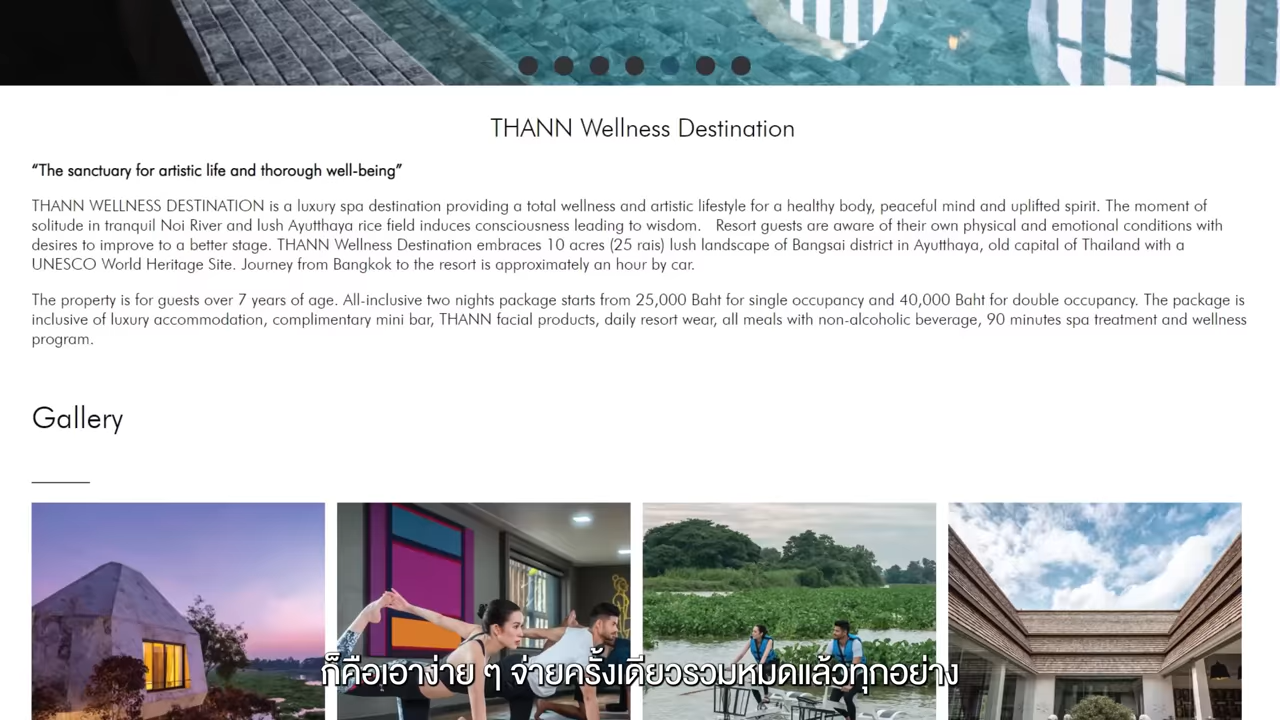 THANN Wellness Destination
“The sanctuary for artistic life and thorough well-being”
THANN WELLNESS DESTINATION is a luxury spa destination providing a total wellness and artistic lifestyle for a healthy body, peaceful mind and uplifted spirit. The moment of
solitude in tranquil Noi River and lush Ayutthaya rice field induces consciousness leading to wisdom.   Resort guests are aware of their own physical and emotional conditions with
desires to improve to a better stage. THANN Wellness Destination embraces 10 acres (25 rais) lush landscape of Bangsai district in Ayutthaya, old capital of Thailand with a
UNESCO World Heritage Site. Journey from Bangkok to the resort is approximately an hour by car.
The property is for guests over 7 years of age. All-inclusive two nights package starts from 25,000 Baht for single occupancy and 40,000 Baht for double occupancy. The package is
inclusive of luxury accommodation, complimentary mini bar, THANN facial products, daily resort wear, all meals with non-alcoholic beverage, 90 minutes spa treatment and wellness
program.
Gallery
ก็คือเอาง่าย ๆ จ่ายครั้งเดียวรวมหมดแล้วทุกอย่าง